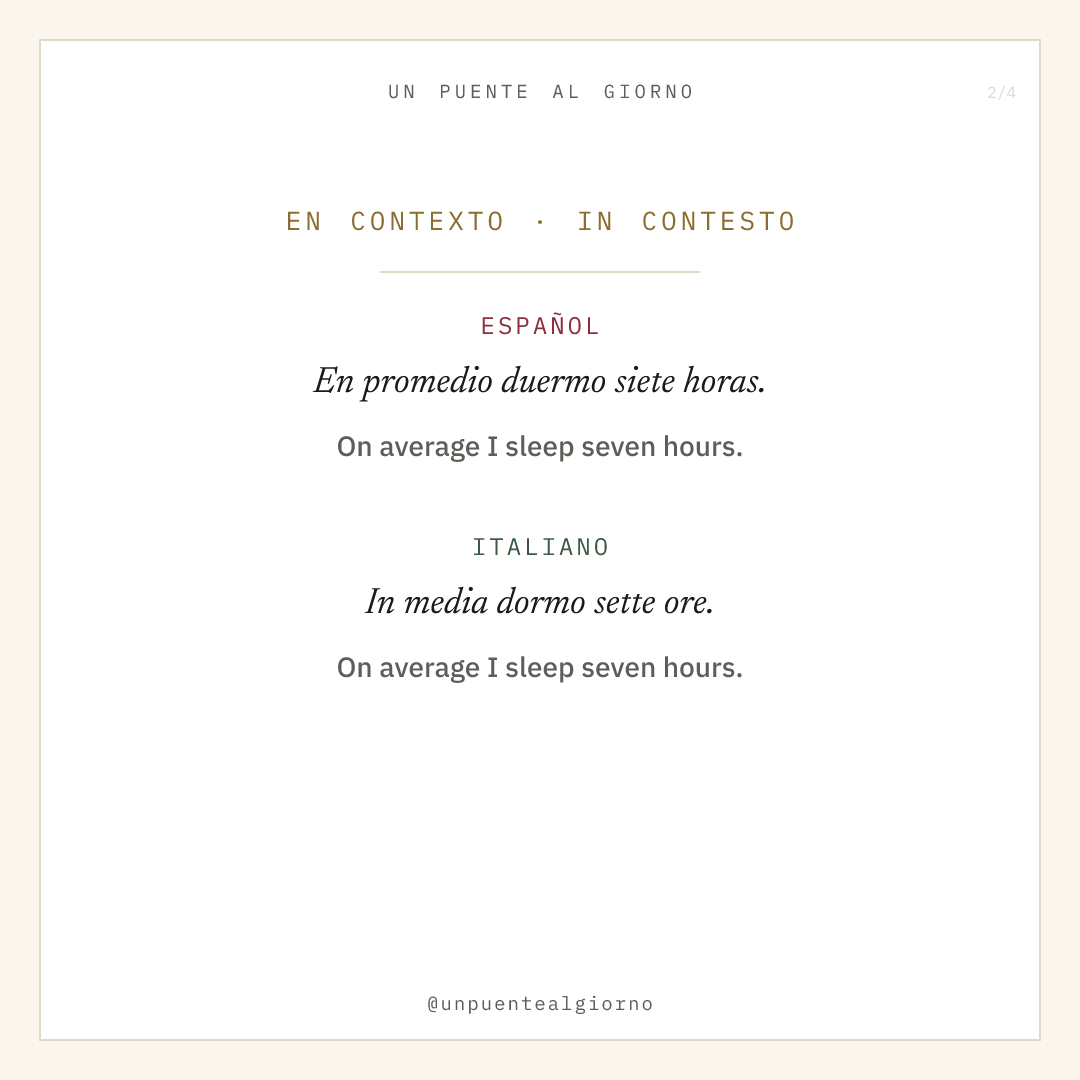 UN PUENTE AL GIORNO
2/4
EN CONTEXTO · IN CONTESTO
ESPAÑOL
En promedio duermo siete horas.
On average I sleep seven hours.
ITALIANO
In media dormo sette ore.
On average I sleep seven hours.
@unpuentealgiorno